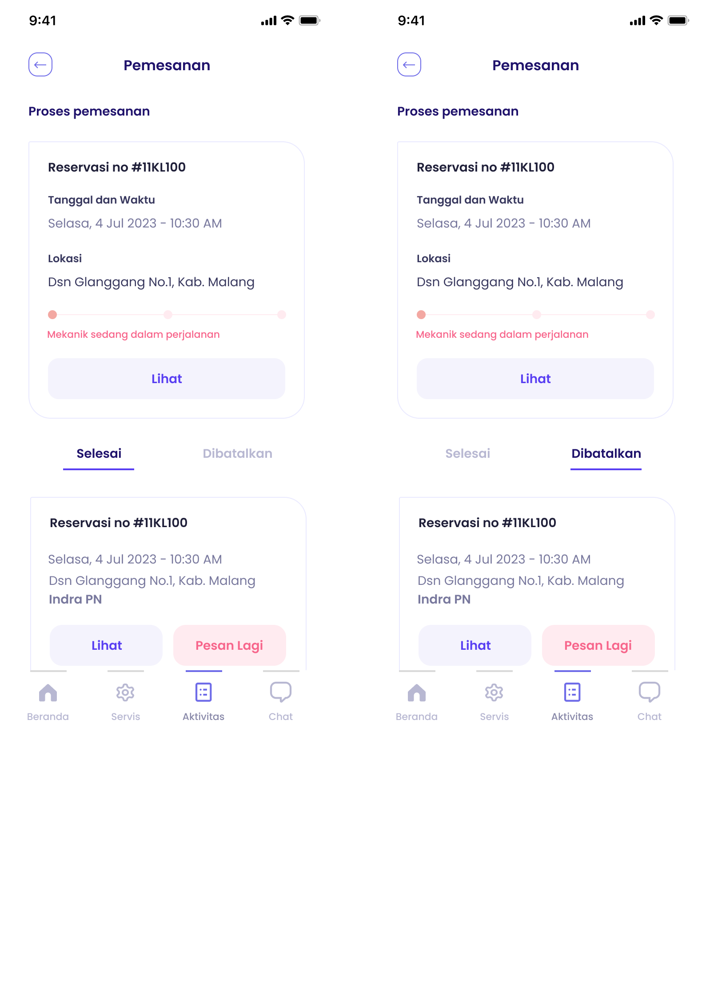 9:41
Pemesanan
Proses pemesanan
Reservasi no #11KL100
Tanggal dan Waktu
Selasa, 4 Jul 2023 - 10:30 AM
Lokasi
Dsn Glanggang No.1, Kab. Malang
Mekanik sedang dalam perjalanan
Lihat
Selesai Dibatalkan
Reservasi no #11KL100
Selasa, 4 Jul 2023 - 10:30 AM
Dsn Glanggang No.1, Kab. Malang
Indra PN
Lihat Pesan Lagi
Beranda Servis Aktivitas Chat
9:41
Pemesanan
Proses pemesanan
Reservasi no #11KL100
Tanggal dan Waktu
Selasa, 4 Jul 2023 - 10:30 AM
Lokasi
Dsn Glanggang No.1, Kab. Malang
Mekanik sedang dalam perjalanan
Lihat
Selesai Dibatalkan
Reservasi no #11KL100
Selasa, 4 Jul 2023 - 10:30 AM
Dsn Glanggang No.1, Kab. Malang
Indra PN
Lihat Pesan Lagi
Beranda Servis Aktivitas Chat